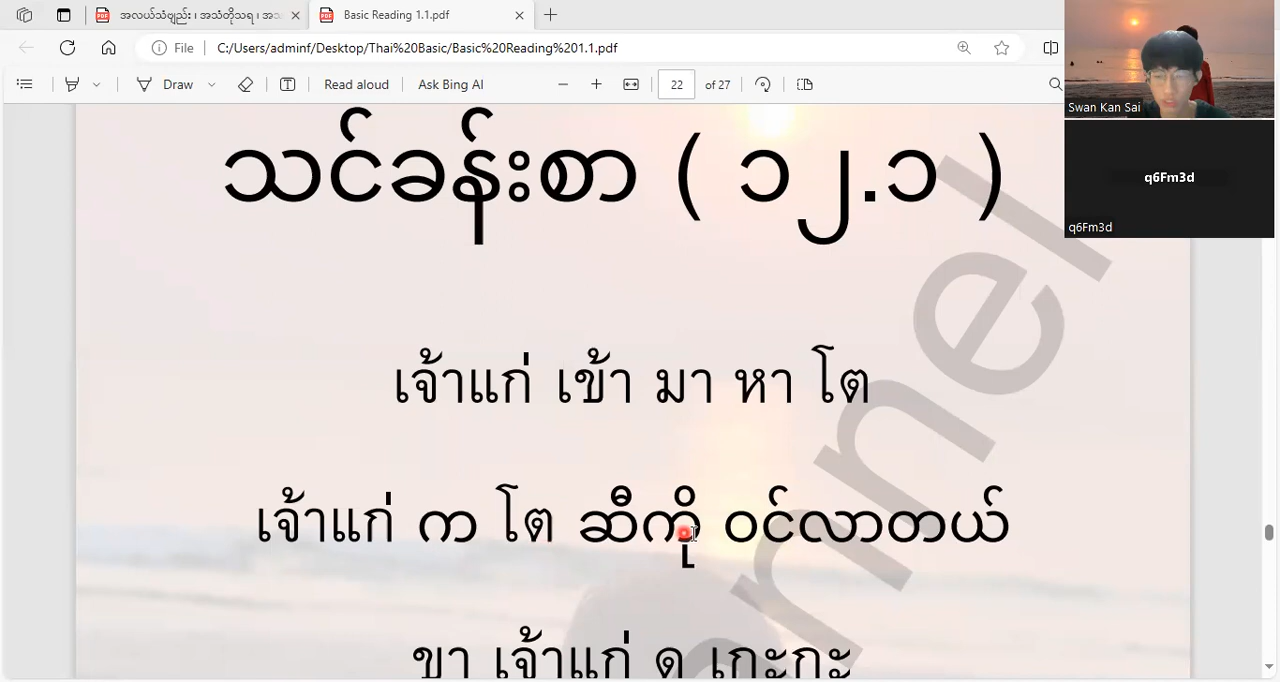 အလယ်သံဗျည်း ၊ အသံတိုသရ ၊ အသ
Basic Reading 1.1.pdf
File
C:/Users/adminf/Desktop/Thai%20Basic/Basic%20Reading%201.1.pdf
Draw
Read aloud
Ask Bing AI
22
of 27
Swan Kan Sai
q6Fm3d
q6Fm3d
သင်ခန်းစာ ( ၁၂.၁ )
เจ้าแก่ เข้า มา หา โต
เจ้าแก่ က โต ဆီကို ဝင်လာတယ်
ขา เจ้าแก่ ดุ เกะกะ
nnel